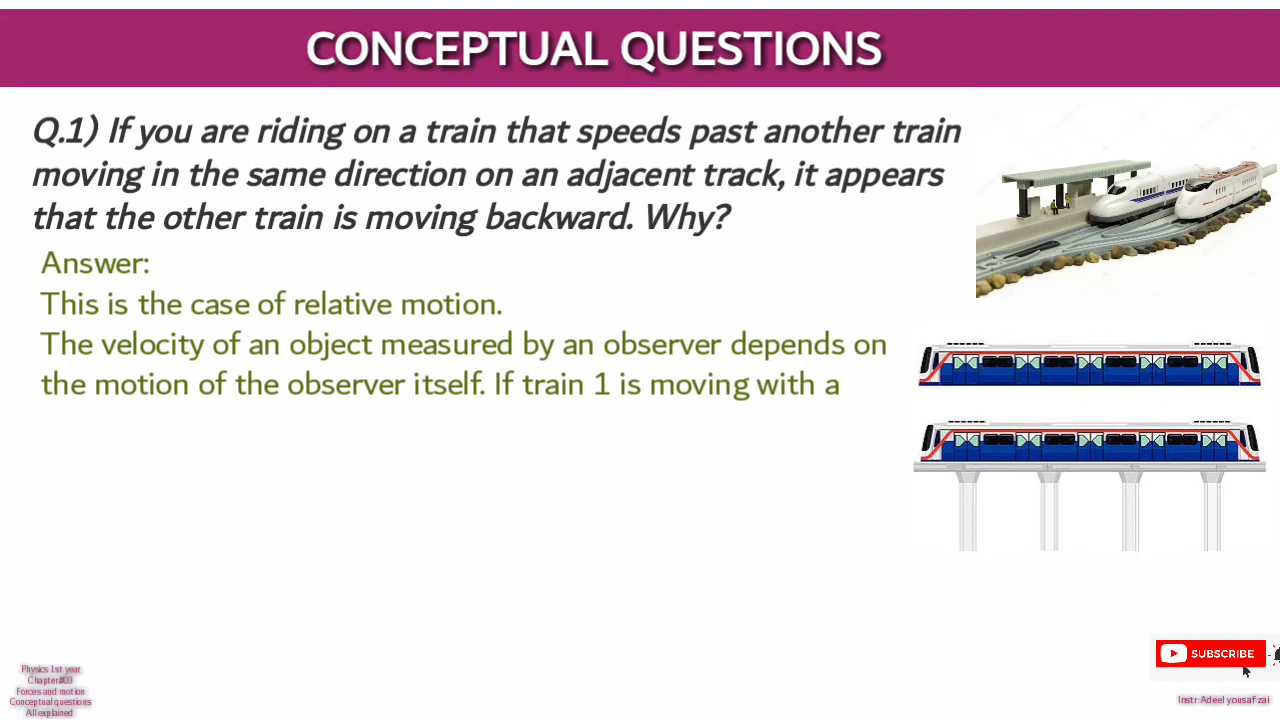 CONCEPTUAL QUESTIONS
Q.1) If you are riding on a train that speeds past another train
moving in the same direction on an adjacent track, it appears
that the other train is moving backward. Why?
Answer:
This is the case of relative motion.
The velocity of an object measured by an observer depends on
the motion of the observer itself. If train 1 is moving with a
SUBSCRIBE
Physics 1st year
Chapter#03
Forces and motion
Conceptual questions
All explained
Instr: Adeel yousafzai